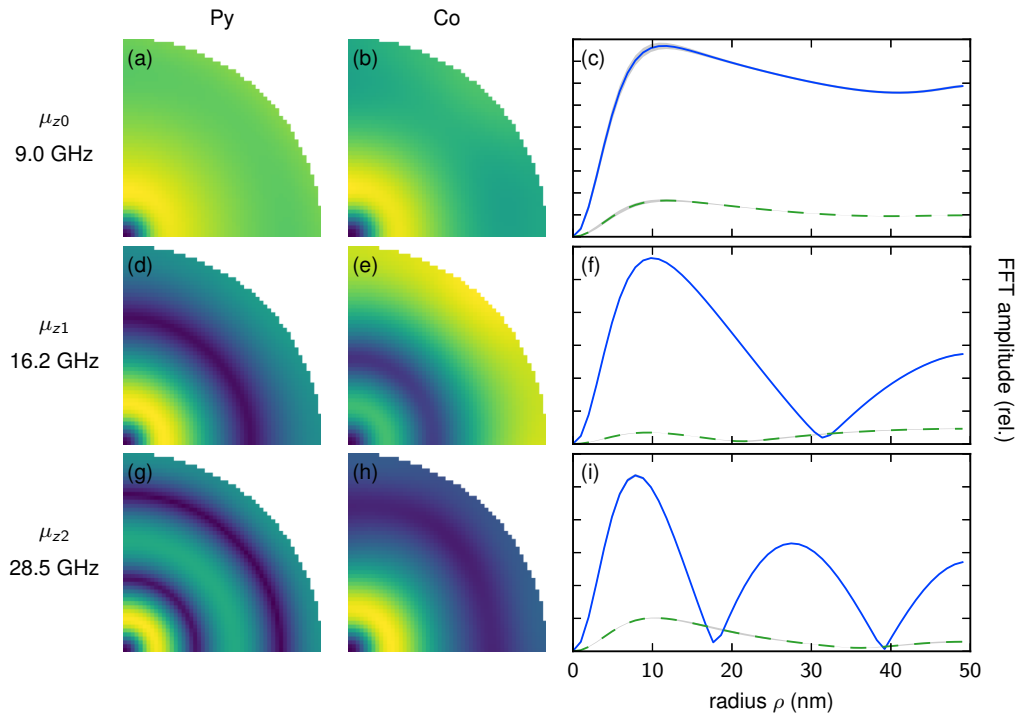 Py
Co
(a)
(b)
(c)
μz0
9.0 GHz
(d)
(e)
(f)
μz1
16.2 GHz
(g)
(h)
(i)
μz2
28.5 GHz
FFT amplitude (rel.)
0
10
20
30
40
50
radius ρ (nm)